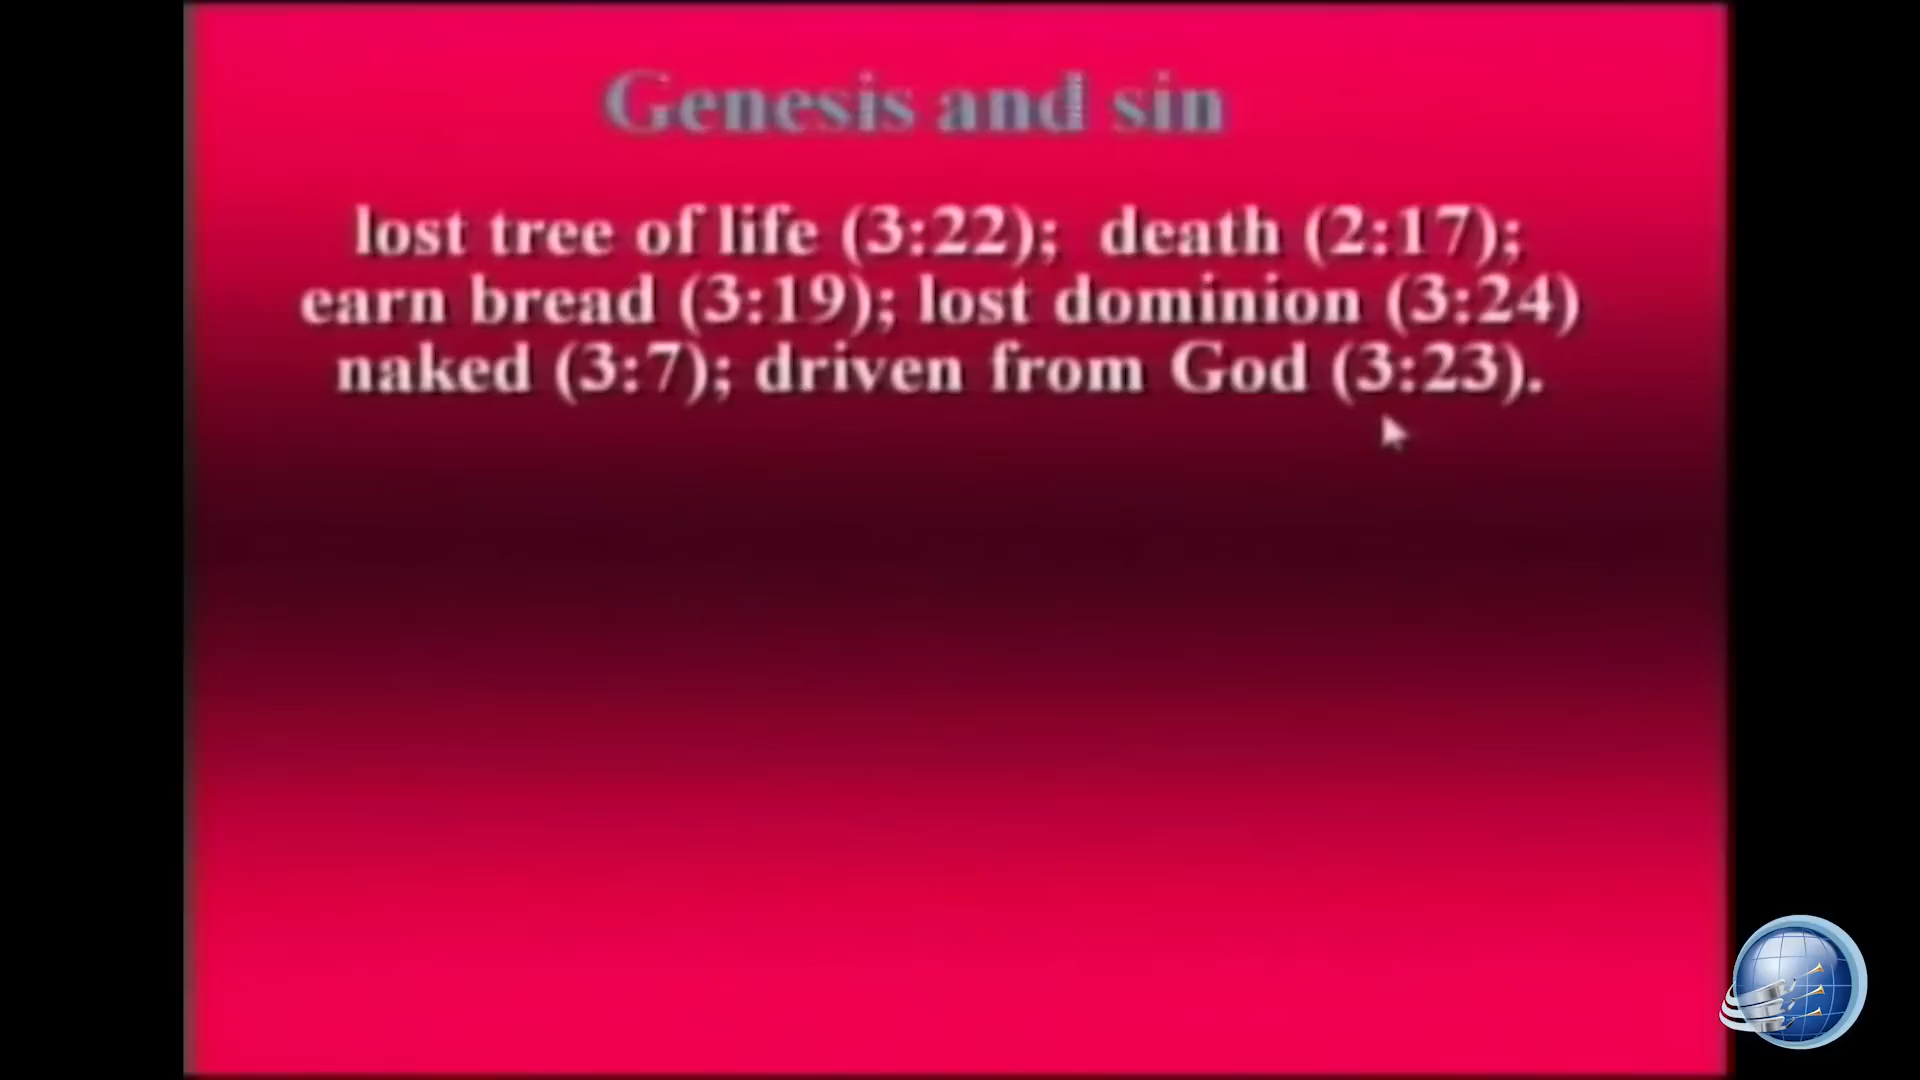 Genesis and sin
lost tree of life (3:22);  death (2:17);
earn bread (3:19); lost dominion (3:24)
naked (3:7); driven from God (3:23).